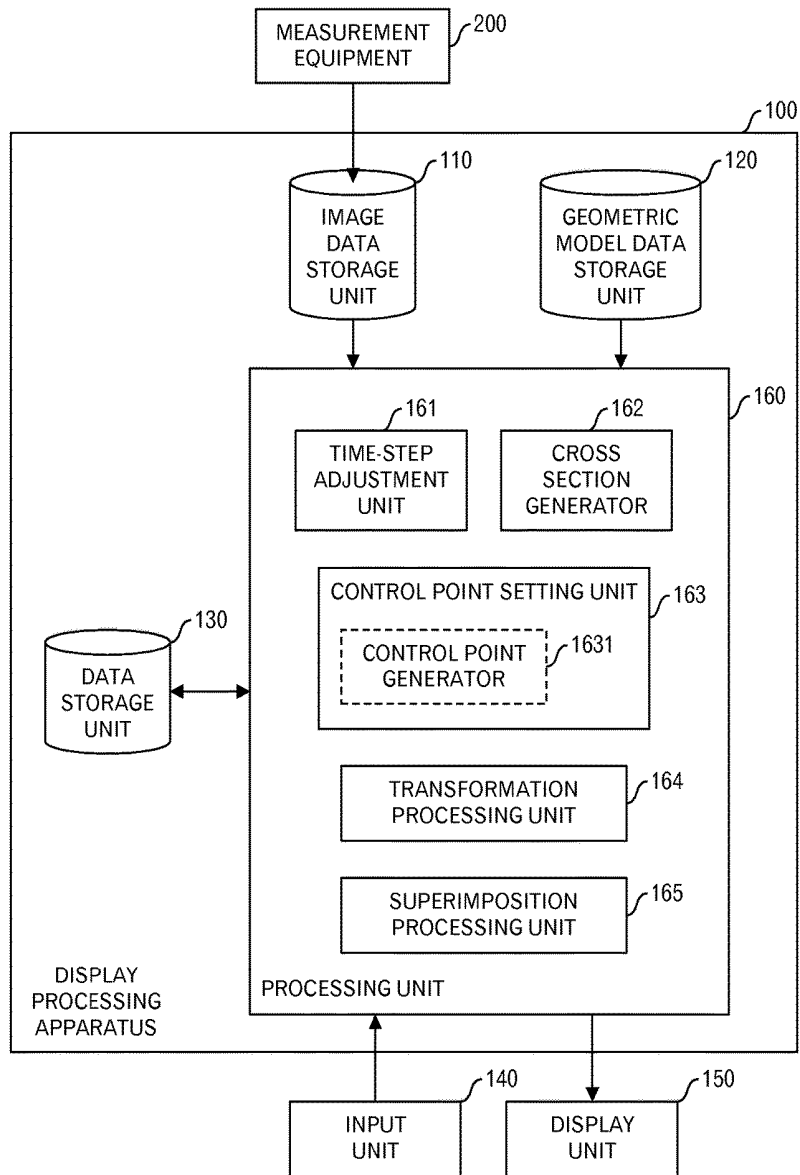 MEASUREMENT
EQUIPMENT
200
100
110
IMAGE
DATA
STORAGE
UNIT
120
GEOMETRIC
MODEL DATA
STORAGE
UNIT
160
161
TIME-STEP
ADJUSTMENT
UNIT
162
CROSS
SECTION
GENERATOR
CONTROL POINT SETTING UNIT
163
CONTROL POINT
GENERATOR
1631
130
DATA
STORAGE
UNIT
TRANSFORMATION
PROCESSING UNIT
164
SUPERIMPOSITION
PROCESSING UNIT
165
PROCESSING UNIT
DISPLAY
PROCESSING
APPARATUS
140
INPUT
UNIT
150
DISPLAY
UNIT